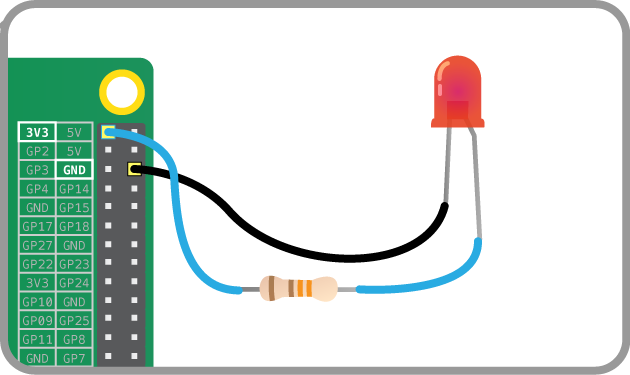 3V3 5V
GP2 5V
GP3 GND
GP4 GP14
GND GP15
GP17 GP18
GP27 GND
GP22 GP23
3V3 GP24
GP10 GND
GP09 GP25
GP11 GP8
GND GP7